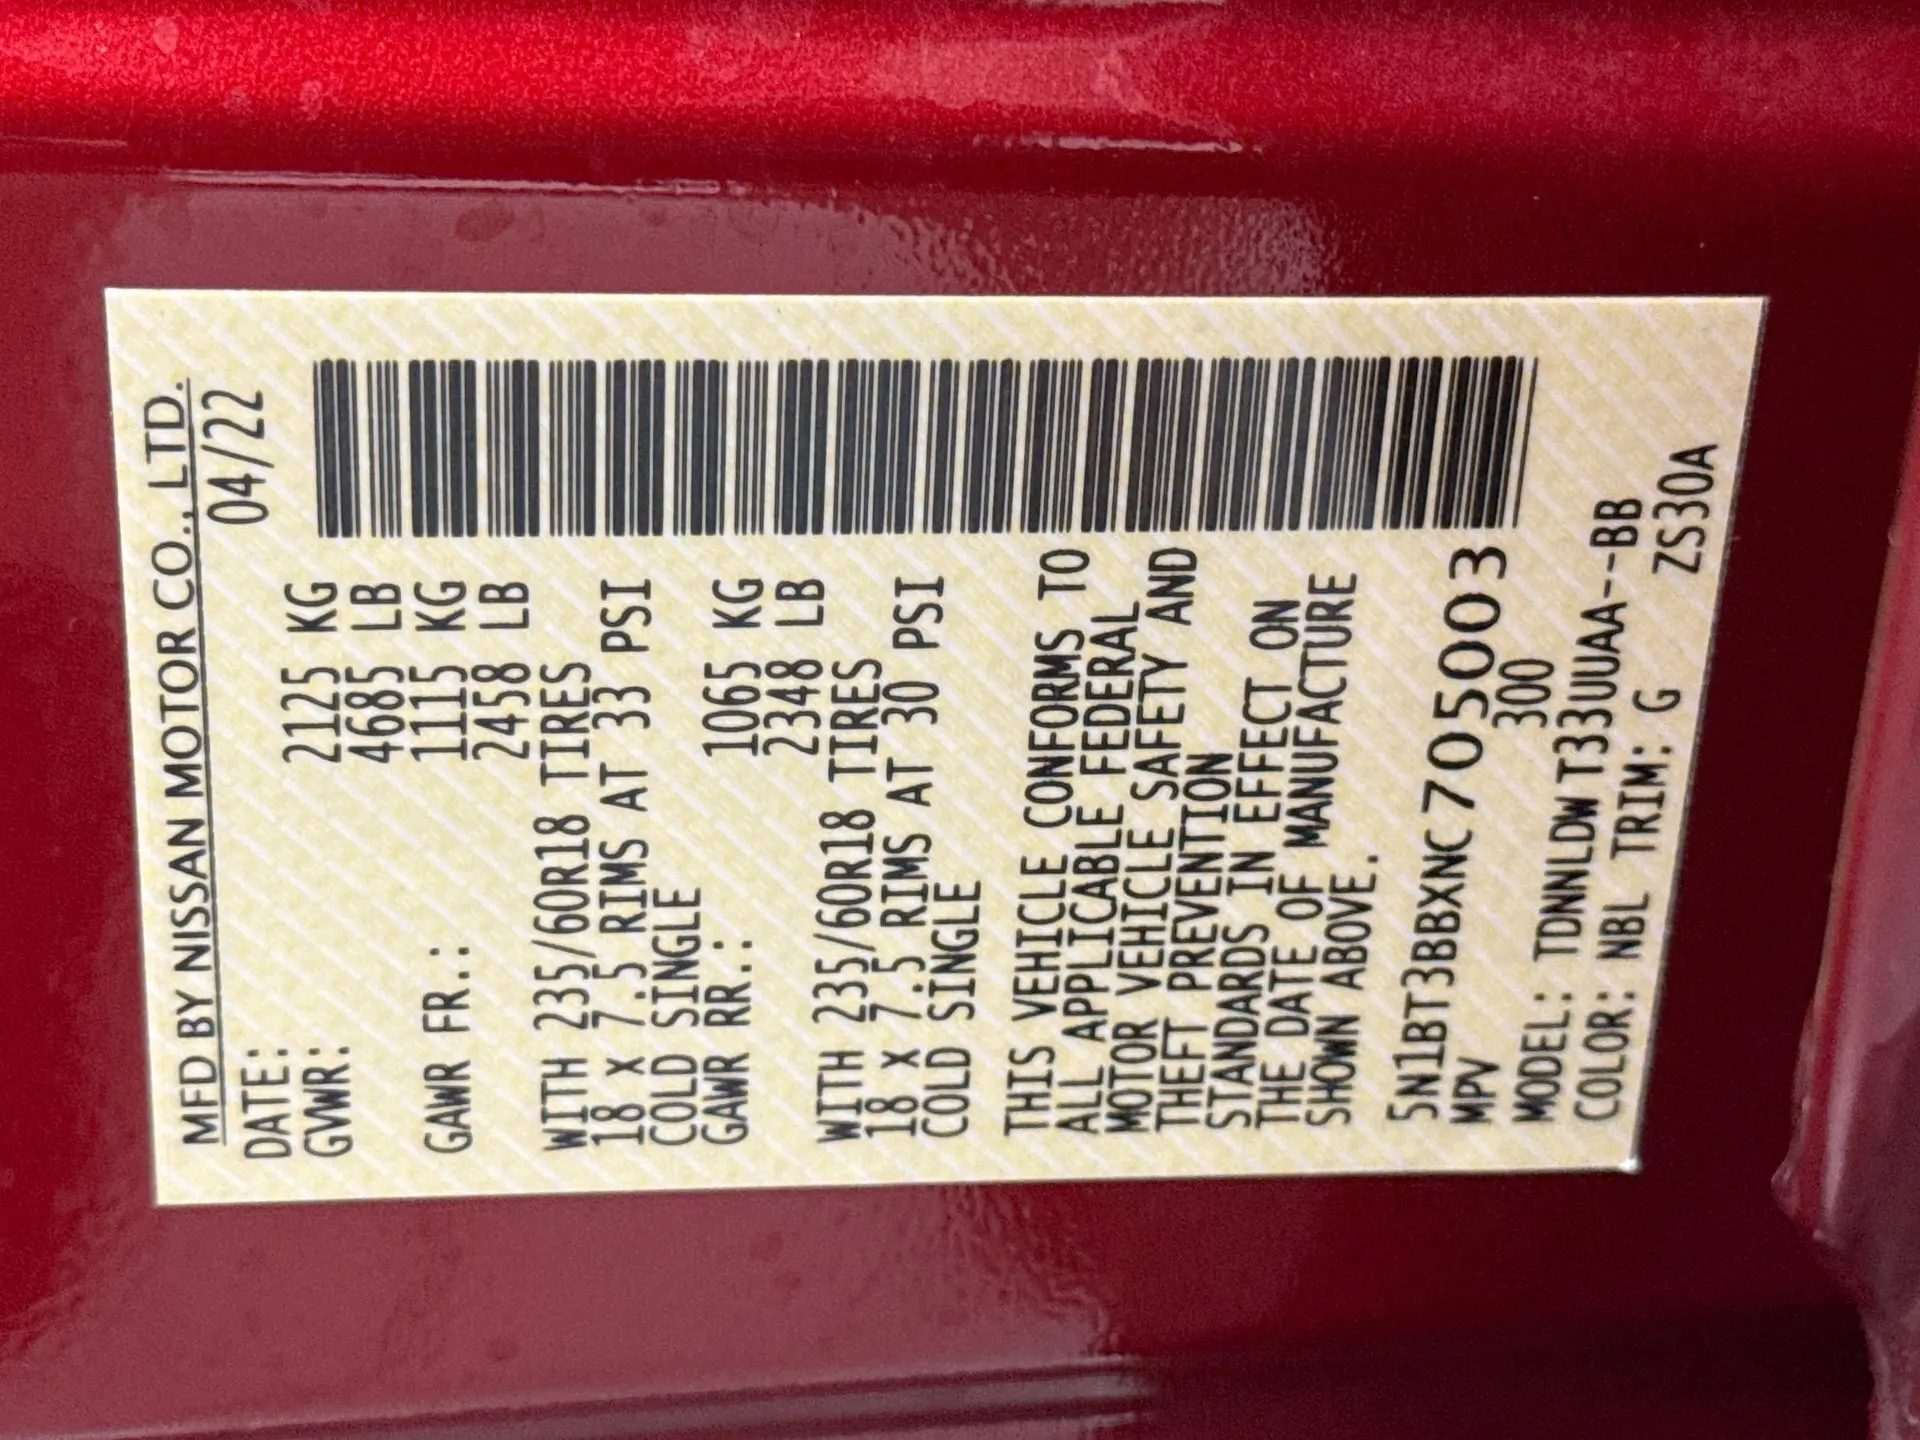 MFD BY NISSAN MOTOR CO., LTD.
DATE: 04/22
GVWR: 2125 KG
4685 LB
GAWR FR.: 1115 KG
2458 LB
WITH 235/60R18 TIRES
18 X 7.5 RIMS AT 33 PSI
COLD SINGLE
GAWR RR.: 1065 KG
2348 LB
WITH 235/60R18 TIRES
18 X 7.5 RIMS AT 30 PSI
COLD SINGLE
THIS VEHICLE CONFORMS TO
ALL APPLICABLE FEDERAL
MOTOR VEHICLE SAFETY AND
THEFT PREVENTION
STANDARDS IN EFFECT ON
THE DATE OF MANUFACTURE
SHOWN ABOVE.
5N1BT3BBXNC705003
MPV 300
MODEL: TDNNLDW T33UUAA--BB
COLOR: NBL TRIM: G ZS30A